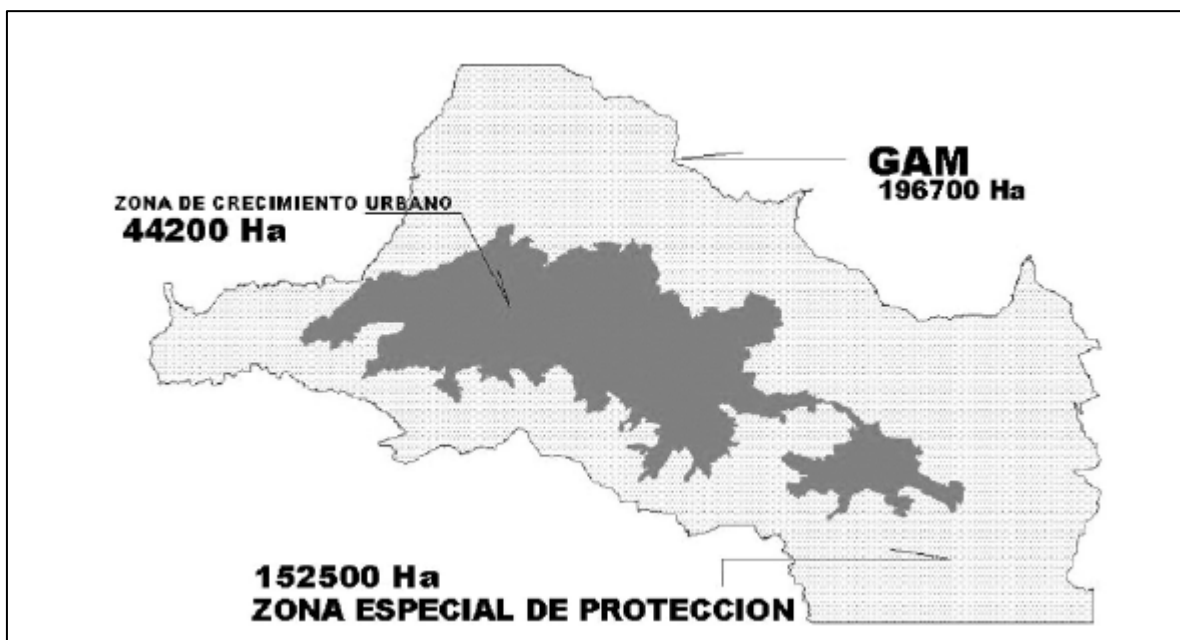 GAM
196700 Ha
ZONA DE CRECIMIENTO URBANO
44200 Ha
152500 Ha
ZONA ESPECIAL DE PROTECCION